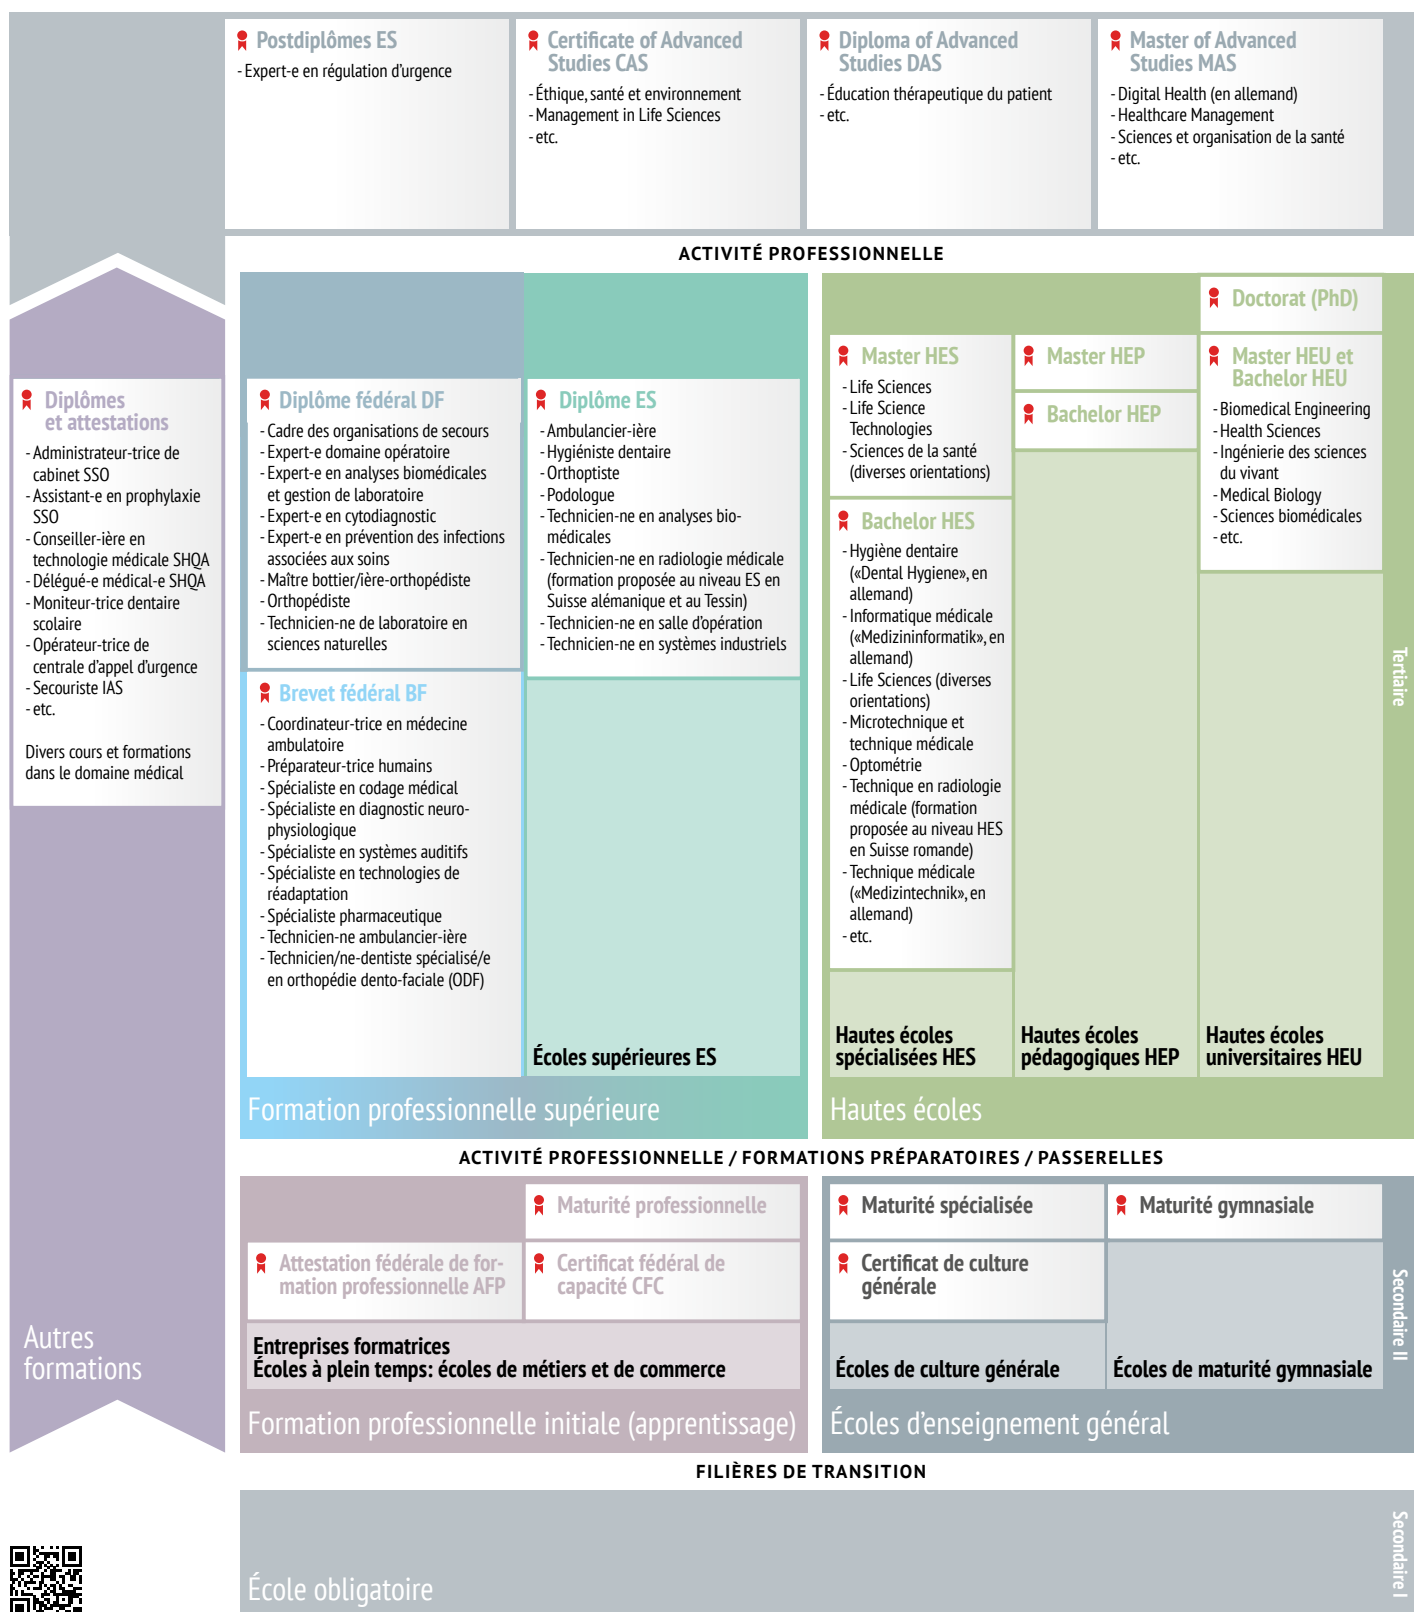 Postdiplômes ES
- Expert-e en régulation d'urgence
Certificate of Advanced
Studies CAS
- Éthique, santé et environnement
- Management in Life Sciences
- etc.
Diploma of Advanced
Studies DAS
- Éducation thérapeutique du patient
- etc.
Master of Advanced
Studies MAS
- Digital Health (en allemand)
- Healthcare Management
- Sciences et organisation de la santé
- etc.
ACTIVITÉ PROFESSIONNELLE
Diplômes
et attestations
- Administrateur-trice de
cabinet SSO
- Assistant-e en prophylaxie
SSO
- Conseiller-ière en
technologie médicale SHQA
- Délégué-e médical-e SHQA
- Moniteur-trice dentaire
scolaire
- Opérateur-trice de
centrale d'appel d'urgence
- Secouriste IAS
- etc.
Divers cours et formations
dans le domaine médical
Autres
formations
Diplôme fédéral DF
- Cadre des organisations de secours
- Expert-e domaine opératoire
- Expert-e en analyses biomédicales
et gestion de laboratoire
- Expert-e en cytodiagnostic
- Expert-e en prévention des infections
associées aux soins
- Maître bottier/ière-orthopédiste
- Orthopédiste
- Technicien-ne de laboratoire en
sciences naturelles
Brevet fédéral BF
- Coordinateur-trice en médecine
ambulatoire
- Préparateur-trice humains
- Spécialiste en codage médical
- Spécialiste en diagnostic neuro-
physiologique
- Spécialiste en systèmes auditifs
- Spécialiste en technologies de
réadaptation
- Spécialiste pharmaceutique
- Technicien-ne ambulancier-ière
- Technicien/ne-dentiste spécialisé/e
en orthopédie dento-faciale (ODF)
Diplôme ES
- Ambulancier-ière
- Hygiéniste dentaire
- Orthoptiste
- Podologue
- Technicien-ne en analyses bio-
médicales
- Technicien-ne en radiologie médicale
(formation proposée au niveau ES en
Suisse alémanique et au Tessin)
- Technicien-ne en salle d'opération
- Technicien-ne en systèmes industriels
Écoles supérieures ES
Formation professionnelle supérieure
Master HES
- Life Sciences
- Life Science
Technologies
- Sciences de la santé
(diverses orientations)
Bachelor HES
- Hygiène dentaire
(«Dental Hygiene», en
allemand)
- Informatique médicale
(«Medizininformatik», en
allemand)
- Life Sciences (diverses
orientations)
- Microtechnique et
technique médicale
- Optométrie
- Technique en radiologie
médicale (formation
proposée au niveau HES
en Suisse romande)
- Technique médicale
(«Medizintechnik», en
allemand)
- etc.
Hautes écoles
spécialisées HES
Master HEP
Bachelor HEP
Hautes écoles
pédagogiques HEP
Doctorat (PhD)
Master HEU et
Bachelor HEU
- Biomedical Engineering
- Health Sciences
- Ingénierie des sciences
du vivant
- Medical Biology
- Sciences biomédicales
- etc.
Hautes écoles
universitaires HEU
Hautes écoles
Tertiaire
ACTIVITÉ PROFESSIONNELLE / FORMATIONS PRÉPARATOIRES / PASSERELLES
Maturité professionnelle
Attestation fédérale de for-
mation professionnelle AFP
Certificat fédéral de
capacité CFC
Entreprises formatrices
Écoles à plein temps: écoles de métiers et de commerce
Formation professionnelle initiale (apprentissage)
Maturité spécialisée
Certificat de culture
générale
Écoles de culture générale
Maturité gymnasiale
Écoles de maturité gymnasiale
Écoles d'enseignement général
Secondaire II
FILIÈRES DE TRANSITION
École obligatoire
Secondaire I